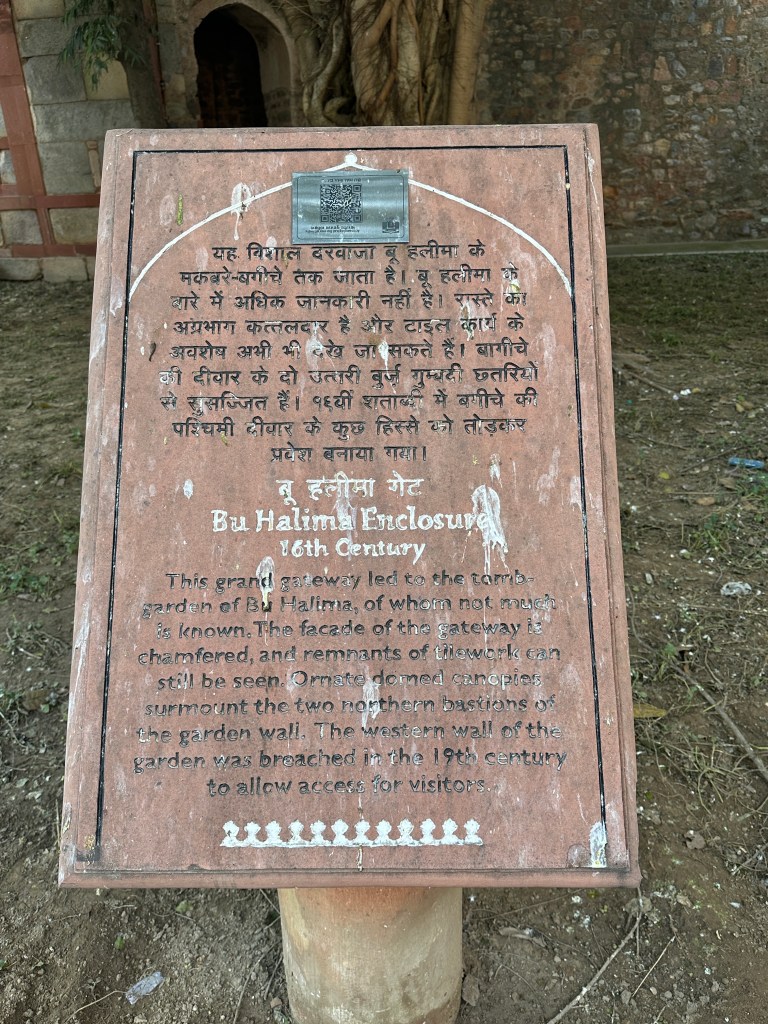 यह विशाल दरवाजा बू हलीमा के
मकबरे-बगीचे तक जाता है। बू हलीमा के
बारे में अधिक जानकारी नहीं है। रास्ते का
अग्रभाग कत्तलदार है और टाइल कार्य के
अवशेष अभी भी देखे जा सकते हैं। बागीचे
की दीवार के दो उत्तरी बुर्ज़ गुम्बदी छतरियों
से सुसज्जित हैं। १६वीं शताब्दी में बगीचे की
पश्चिमी दीवार के कुछ हिस्से को तोड़कर
प्रवेश बनाया गया।
बू हलीमा गेट
Bu Halima Enclosure
16th Century
This grand gateway led to the tomb-
garden of Bu Halima, of whom not much
is known. The facade of the gateway is
chamfered, and remnants of tilework can
still be seen. Ornate domed canopies
surmount the two northern bastions of
the garden wall. The western wall of the
garden was breached in the 19th century
to allow access for visitors.